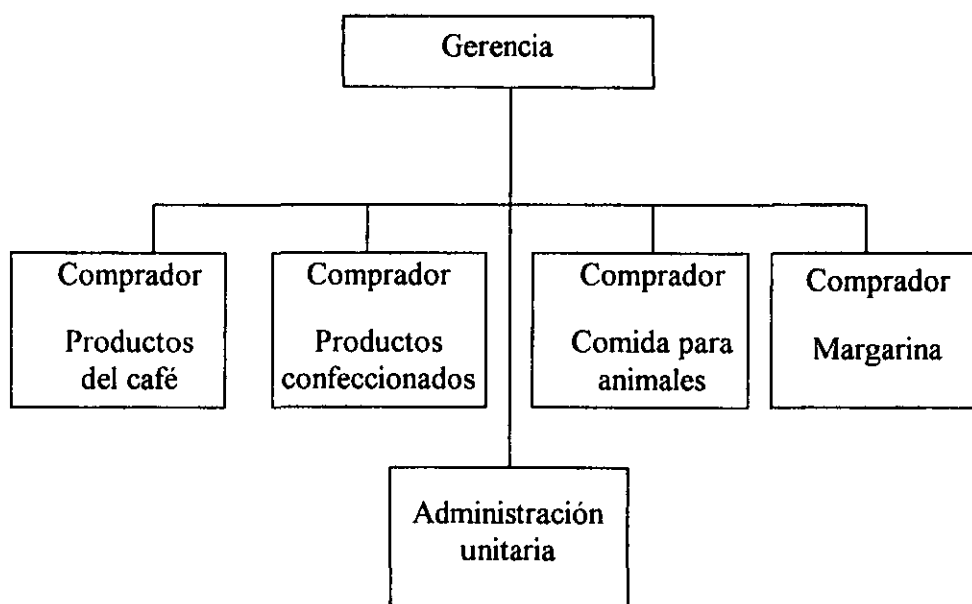 Gerencia
Comprador
Productos
del café
Comprador
Productos
confeccionados
Comprador
Comida para
animales
Comprador
Margarina
Administración
unitaria